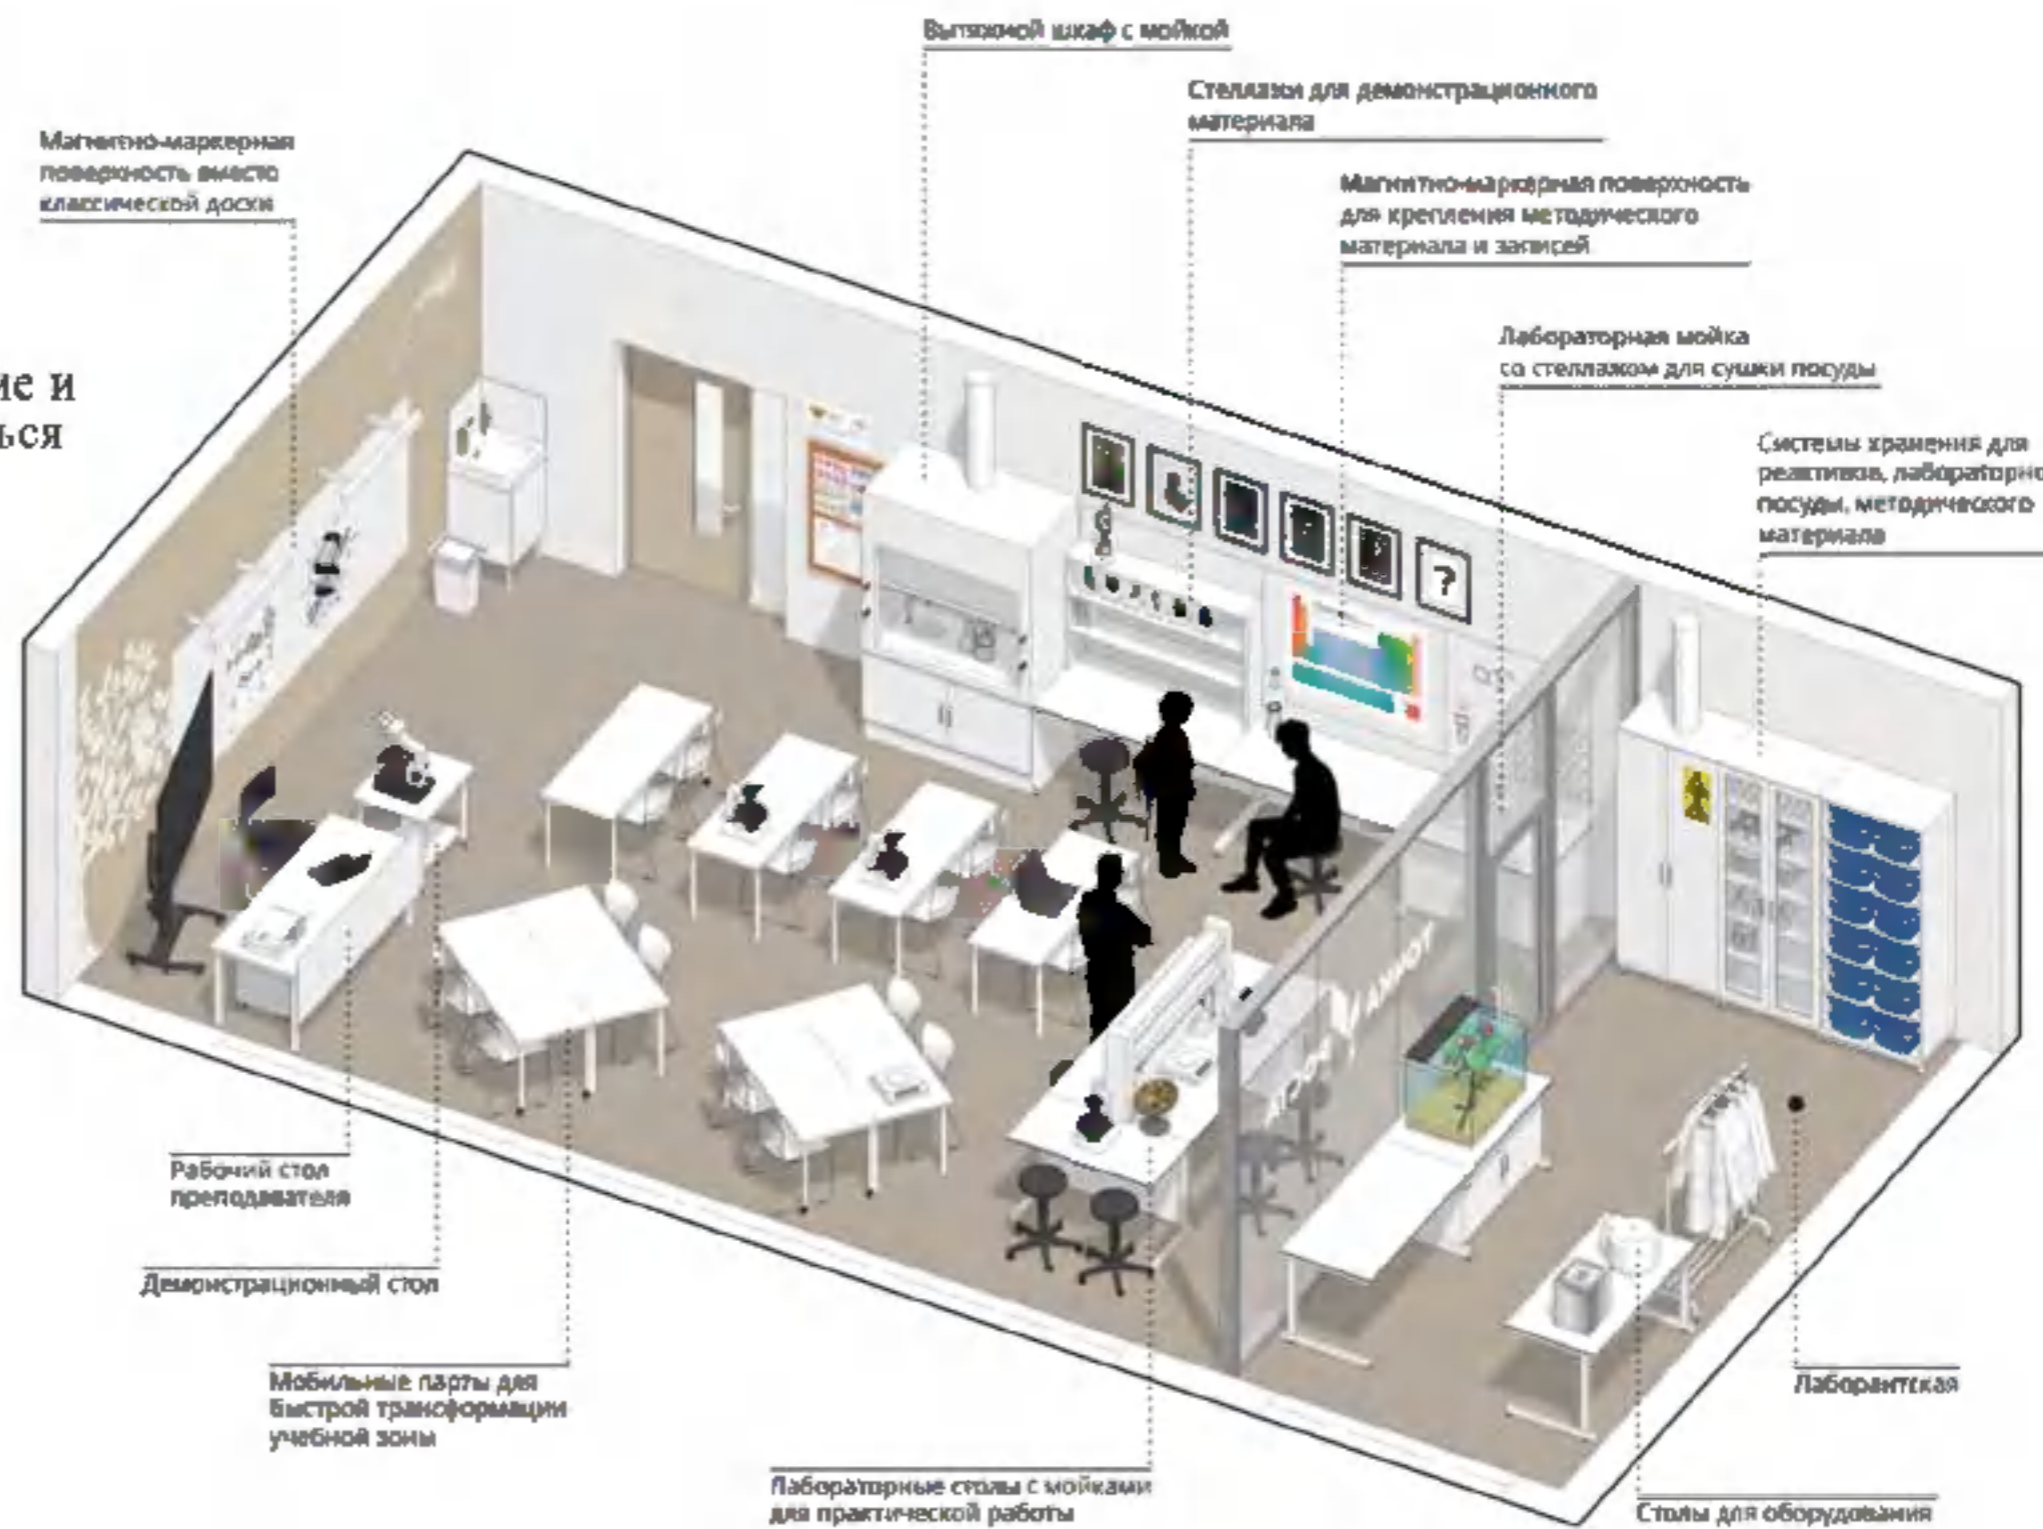 Вытяжной шкаф с мойкой
Стеллажи для демонстрационного
материала
Магнитно-маркерная
поверхность вместо
классической доски
Магнитно-маркерная поверхность
для крепления методического
материала и записей
Лабораторная мойка
со стеллажом для сушки посуды
ие и
ься
Системы хранения для
реактивов, лабораторно
посуды, методического
материала
?
Рабочий стол
преподавателя
Демонстрационный стол
Мобильные парты для
быстрой трансформации
учебной зоны
Лабораторные столы с мойками
для практической работы
Лаборантская
Столы для оборудования